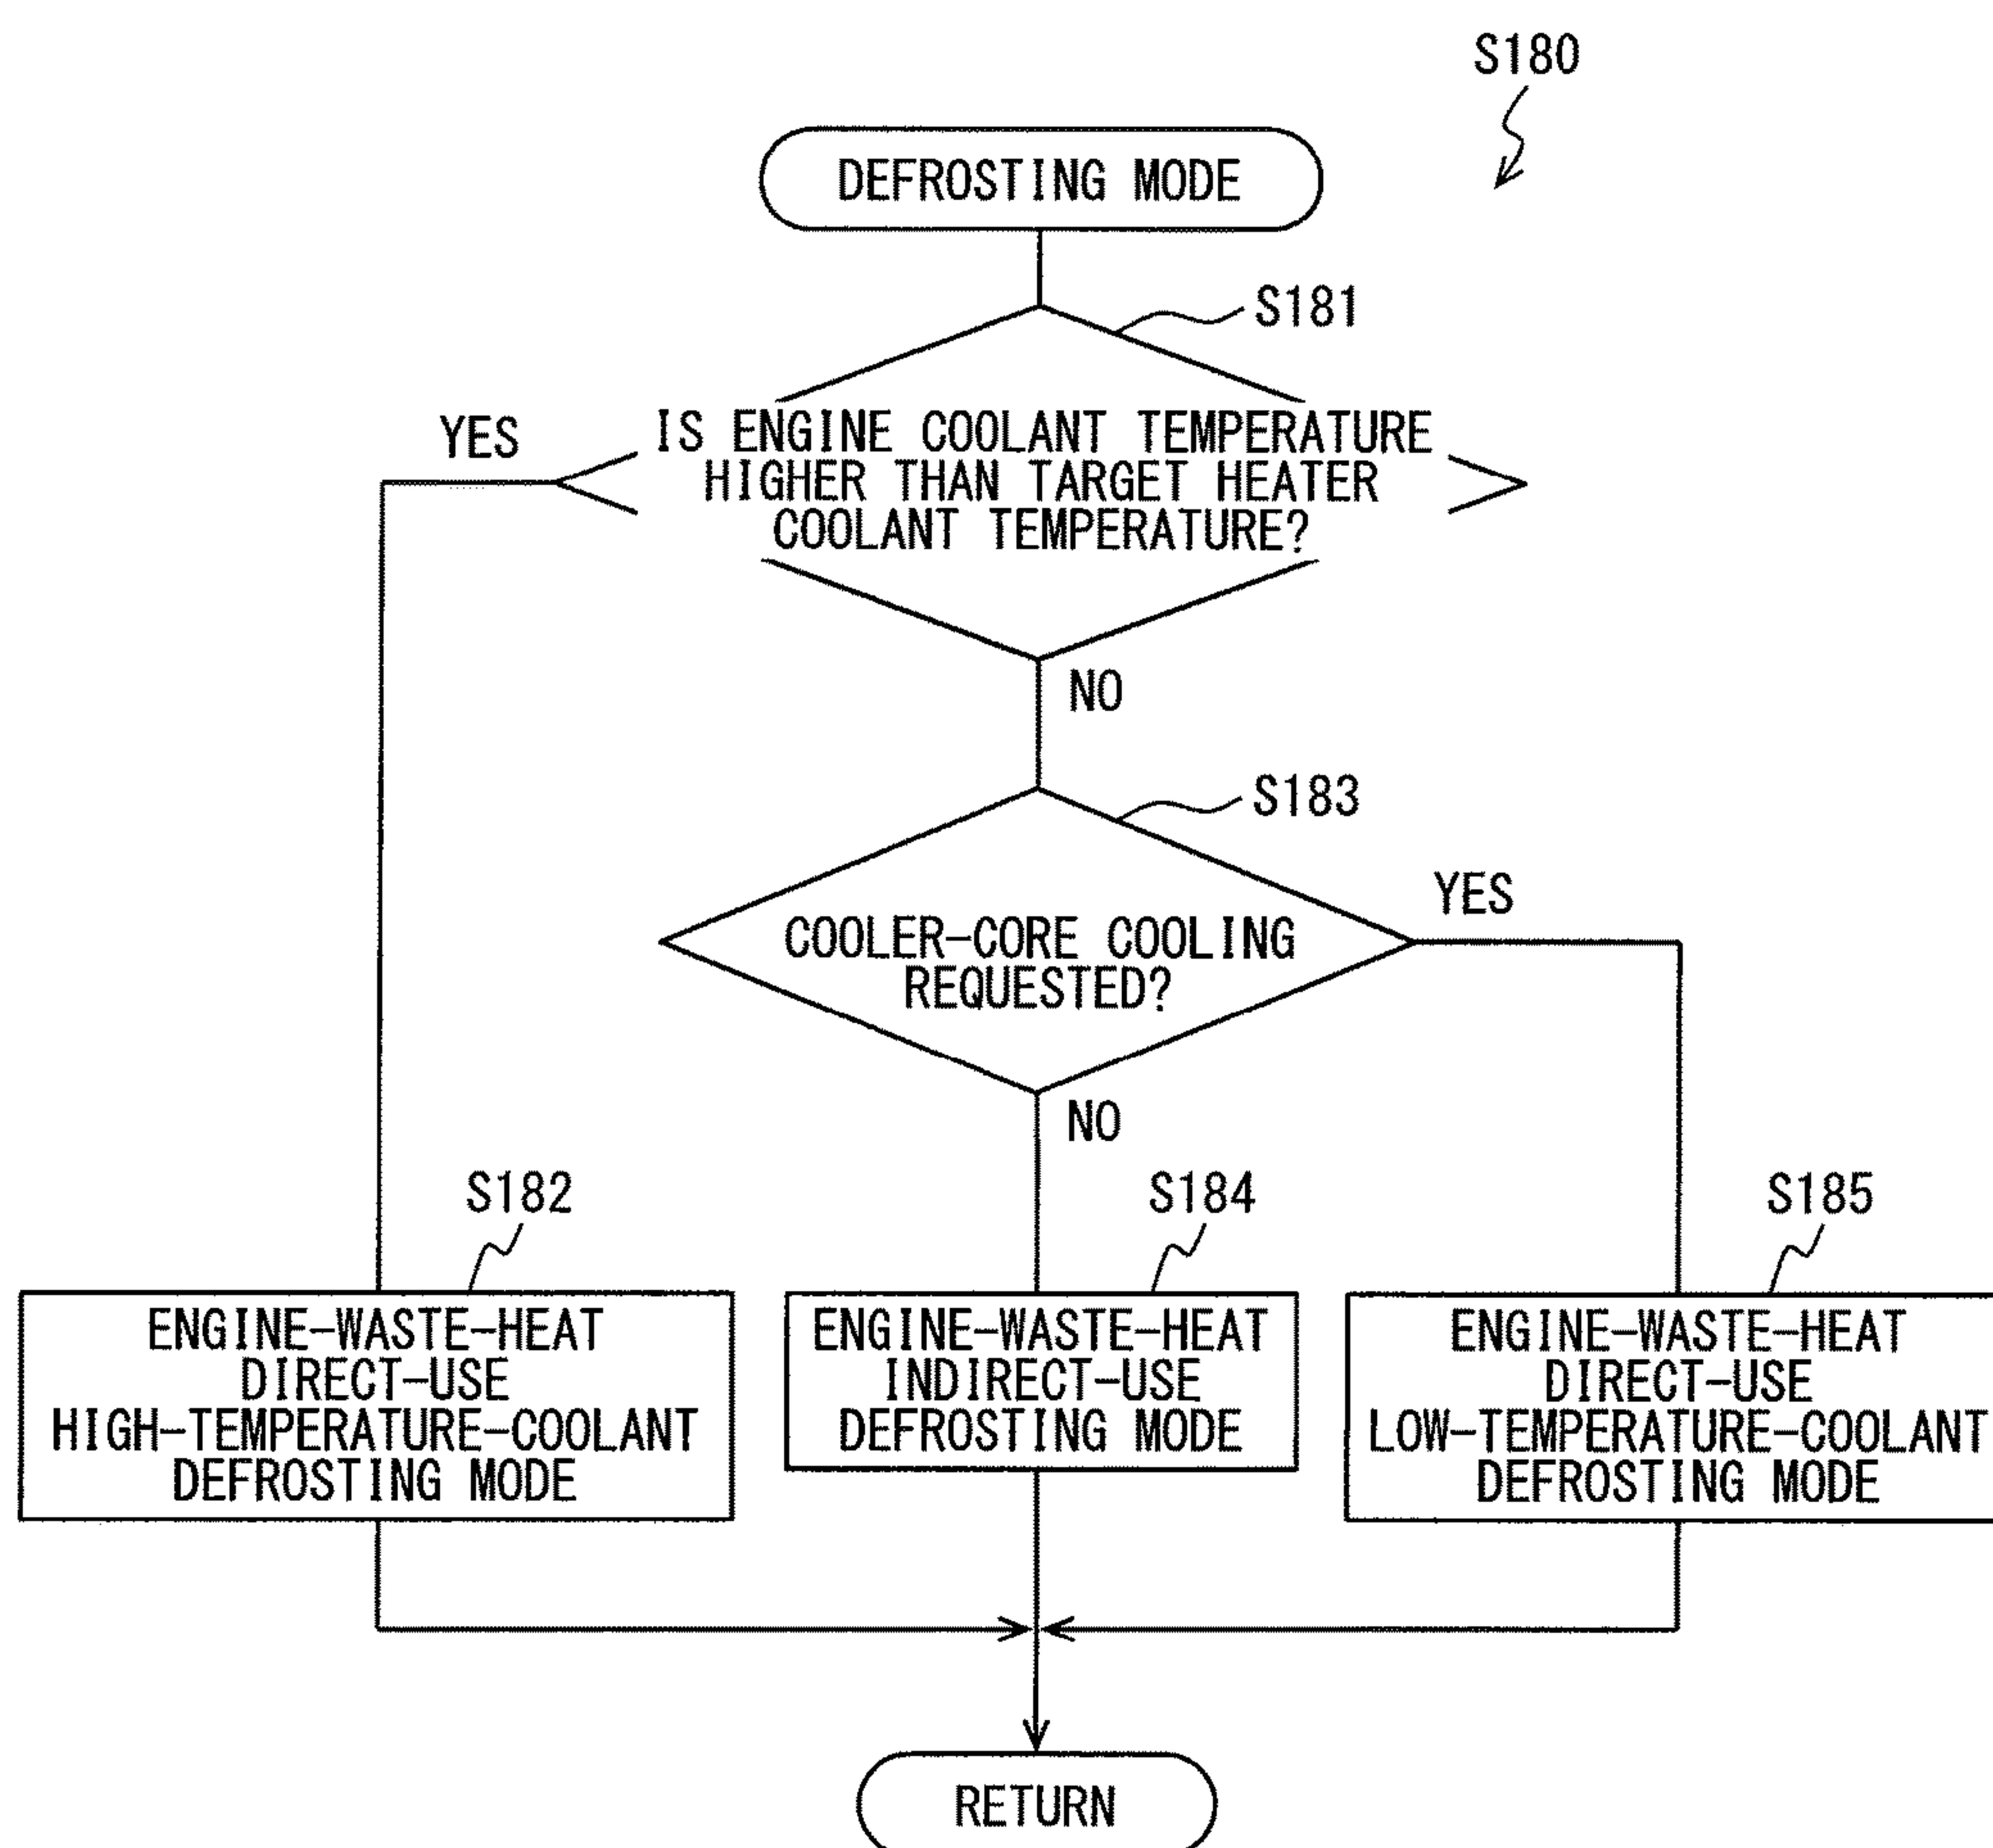 S180
DEFROSTING MODE
S181
YES
IS ENGINE COOLANT TEMPERATURE
HIGHER THAN TARGET HEATER
COOLANT TEMPERATURE?
NO
S183
YES
COOLER-CORE COOLING
REQUESTED?
NO
S182
ENGINE-WASTE-HEAT
DIRECT-USE
HIGH-TEMPERATURE-COOLANT
DEFROSTING MODE
S184
ENGINE-WASTE-HEAT
INDIRECT-USE
DEFROSTING MODE
S185
ENGINE-WASTE-HEAT
DIRECT-USE
LOW-TEMPERATURE-COOLANT
DEFROSTING MODE
RETURN